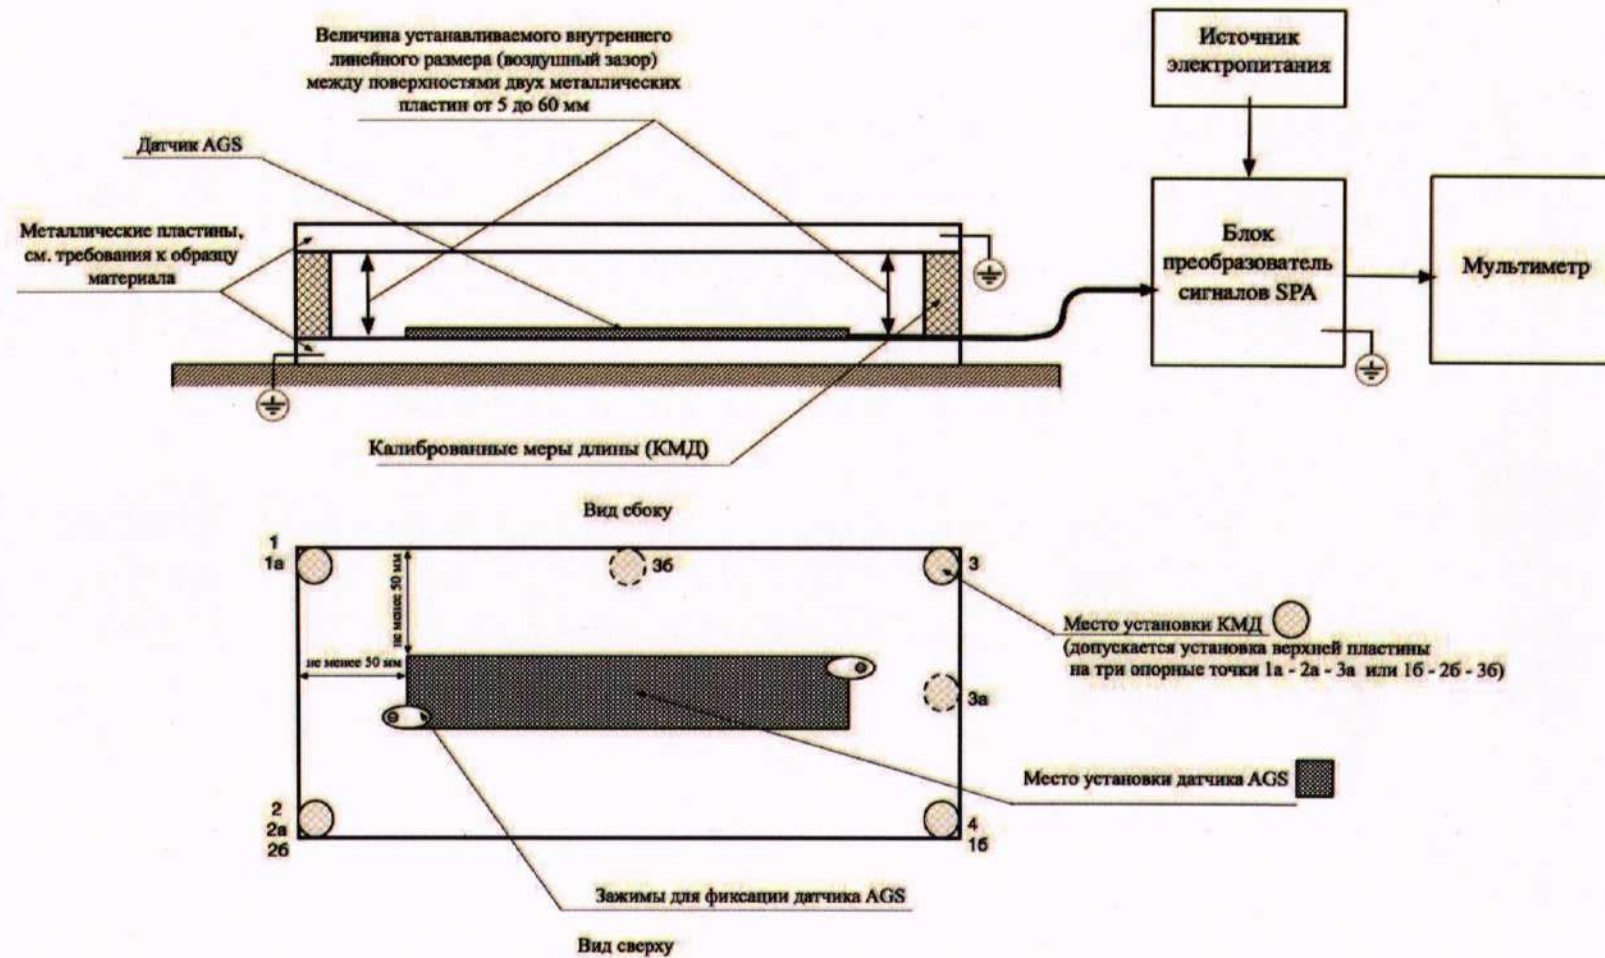 Величина устанавливаемого внутреннего
линейного размера (воздушный зазор)
между поверхностями двух металлических
пластин от 5 до 60 мм
Источник
электропитания
Датчик AGS
Металлические пластины,
см. требования к образцу
материала
Блок
преобразователь
сигналов SPA
Мультиметр
Калиброванные меры длины (КМД)
Вид сбоку
1
1а
не менее 50 мм
3б
3
Место установки КМД
(допускается установка верхней пластины
на три опорные точки 1а - 2а - 3а или 1б - 2б - 3б)
не менее 50 мм
3а
Место установки датчика AGS
2
2а
2б
4
1б
Зажимы для фиксации датчика AGS
Вид сверху